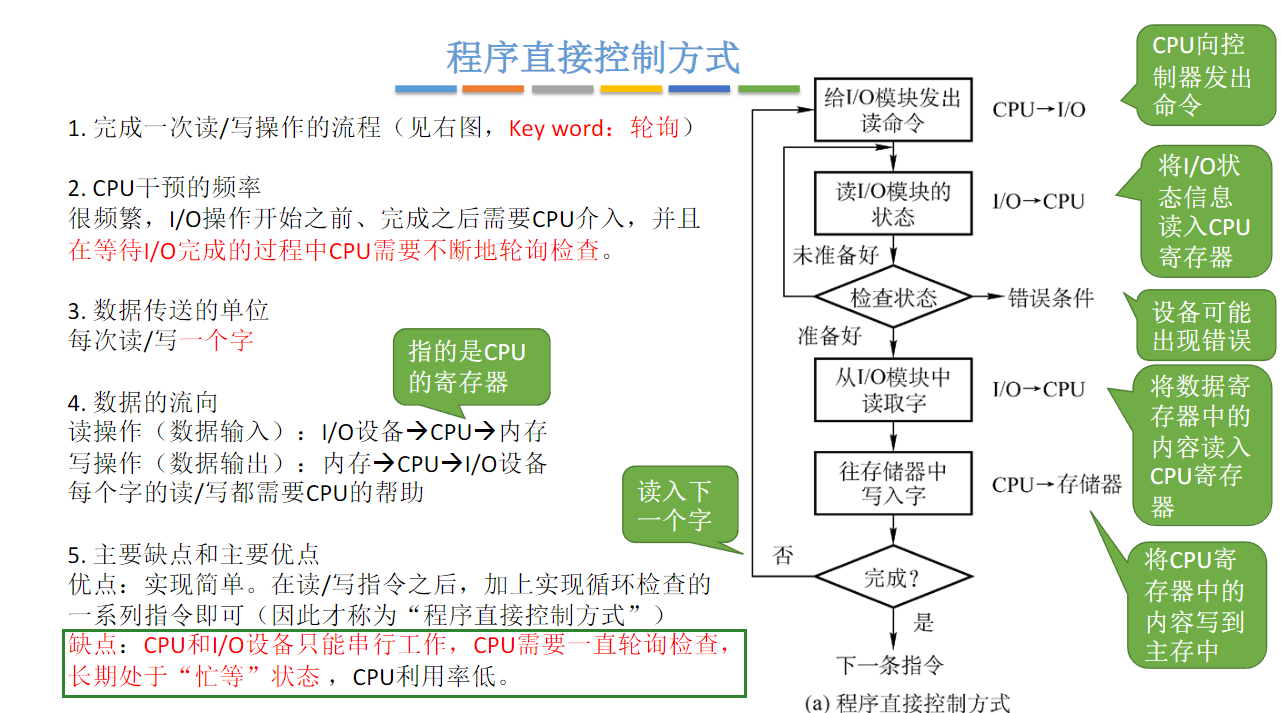 程序直接控制方式
1. 完成一次读/写操作的流程（见右图，Key word：轮询）
2. CPU干预的频率
很频繁，I/O操作开始之前、完成之后需要CPU介入，并且
在等待I/O完成的过程中CPU需要不断地轮询检查。
3. 数据传送的单位
每次读/写一个字
指的是CPU
的寄存器
4. 数据的流向
读操作（数据输入）：I/O设备→CPU→内存
写操作（数据输出）：内存→CPU→I/O设备
每个字的读/写都需要CPU的帮助
5. 主要缺点和主要优点
优点：实现简单。在读/写指令之后，加上实现循环检查的
一系列指令即可（因此才称为“程序直接控制方式”）
缺点：CPU和I/O设备只能串行工作，CPU需要一直轮询检查，
长期处于“忙等”状态，CPU利用率低。
给I/O模块发出
读命令
CPU→I/O
CPU向控
制器发出
命令
读I/O模块的
状态
I/O→CPU
将I/O状
态信息
读入CPU
寄存器
未准备好
检查状态
错误条件
设备可能
出现错误
准备好
从I/O模块中
读取字
I/O→CPU
将数据寄
存器中的
内容读入
CPU寄存
器
往存储器中
写入字
CPU→存储器
将CPU寄
存器中的
内容写到
主存中
读入下
一个字
否
完成？
是
下一条指令
(a) 程序直接控制方式